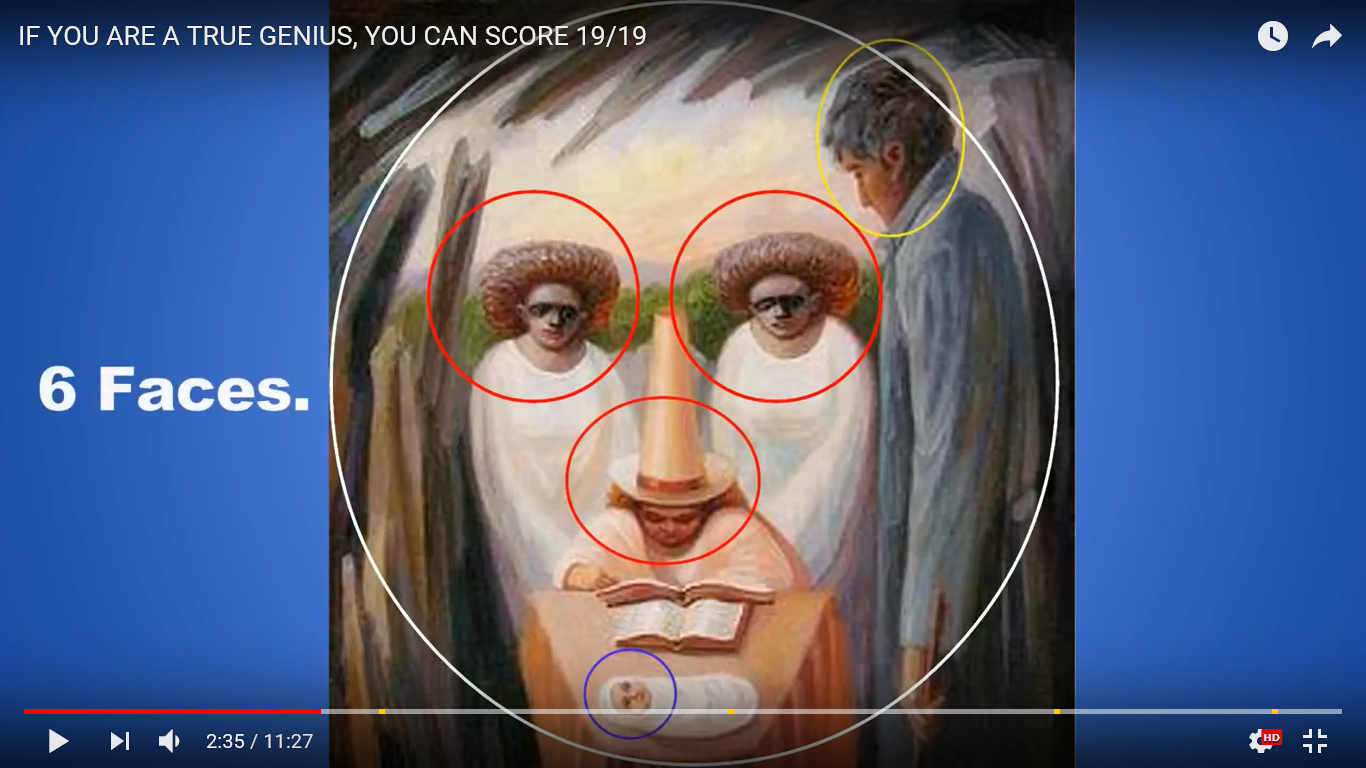 IF YOU ARE A TRUE GENIUS, YOU CAN SCORE 19/19
6 Faces.
2:35 / 11:27
HD